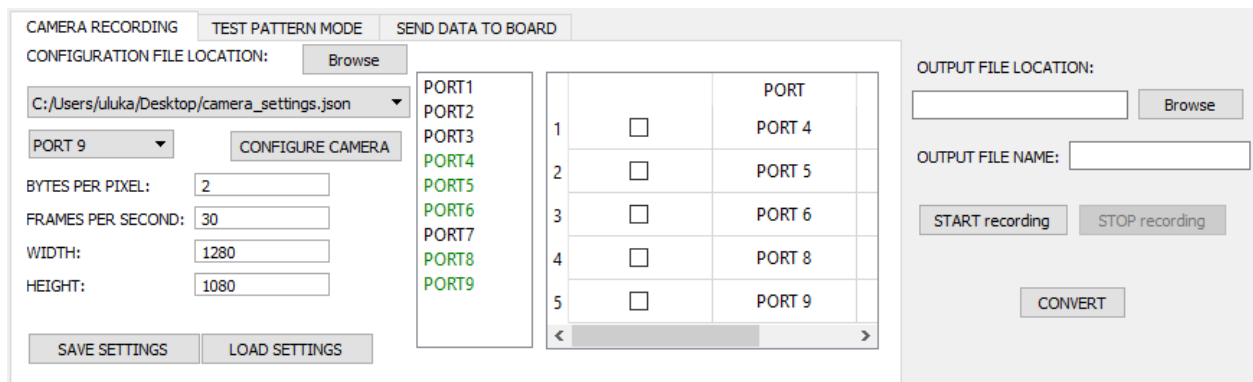 CAMERA RECORDING
TEST PATTERN MODE
SEND DATA TO BOARD
CONFIGURATION FILE LOCATION:
Browse
C:/Users/uluka/Desktop/camera_settings.json
PORT 9
CONFIGURE CAMERA
BYTES PER PIXEL: 2
FRAMES PER SECOND: 30
WIDTH: 1280
HEIGHT: 1080
SAVE SETTINGS
LOAD SETTINGS
PORT1
PORT2
PORT3
PORT4
PORT5
PORT6
PORT7
PORT8
PORT9
PORT
1 PORT 4
2 PORT 5
3 PORT 6
4 PORT 8
5 PORT 9
OUTPUT FILE LOCATION:
Browse
OUTPUT FILE NAME:
START recording
STOP recording
CONVERT